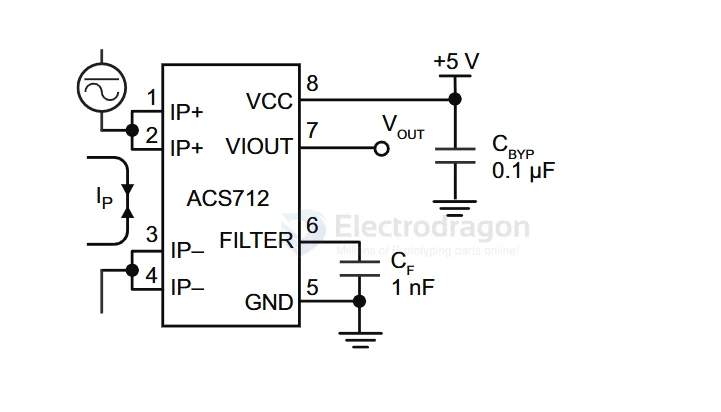 +5 V
1
IP+
VCC
8
2
IP+
VIOUT
7
VOUT
CBYP
0.1 µF
IP
ACS712
Electrodragon
3
IP–
FILTER
6
4
IP–
CF
1 nF
GND
5